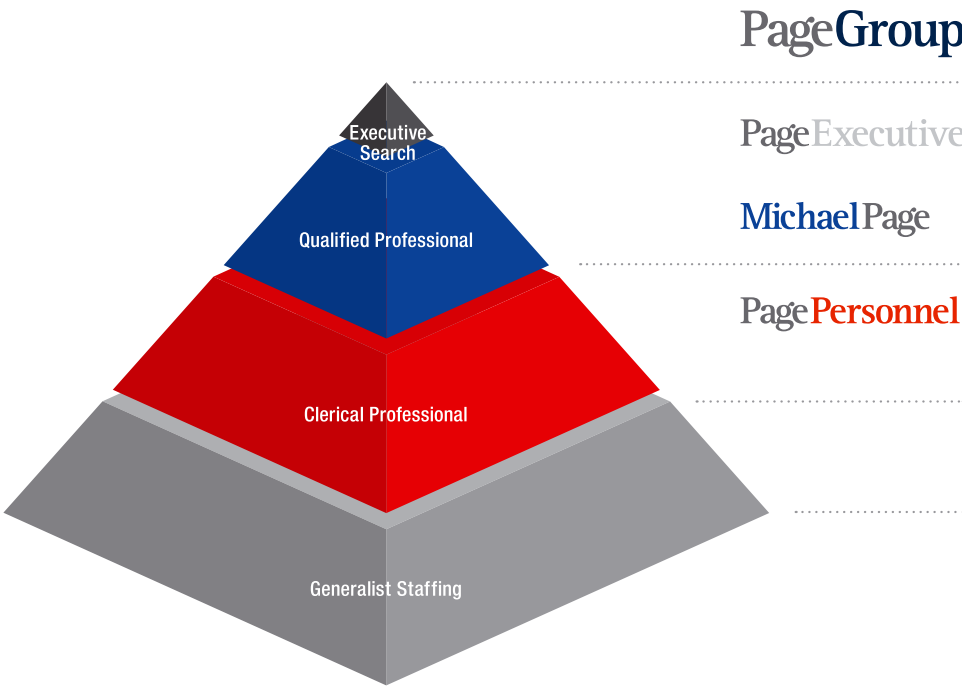 PageGroup
PageExecutive
MichaelPage
PagePersonnel
Executive
Search
Qualified Professional
Clerical Professional
Generalist Staffing